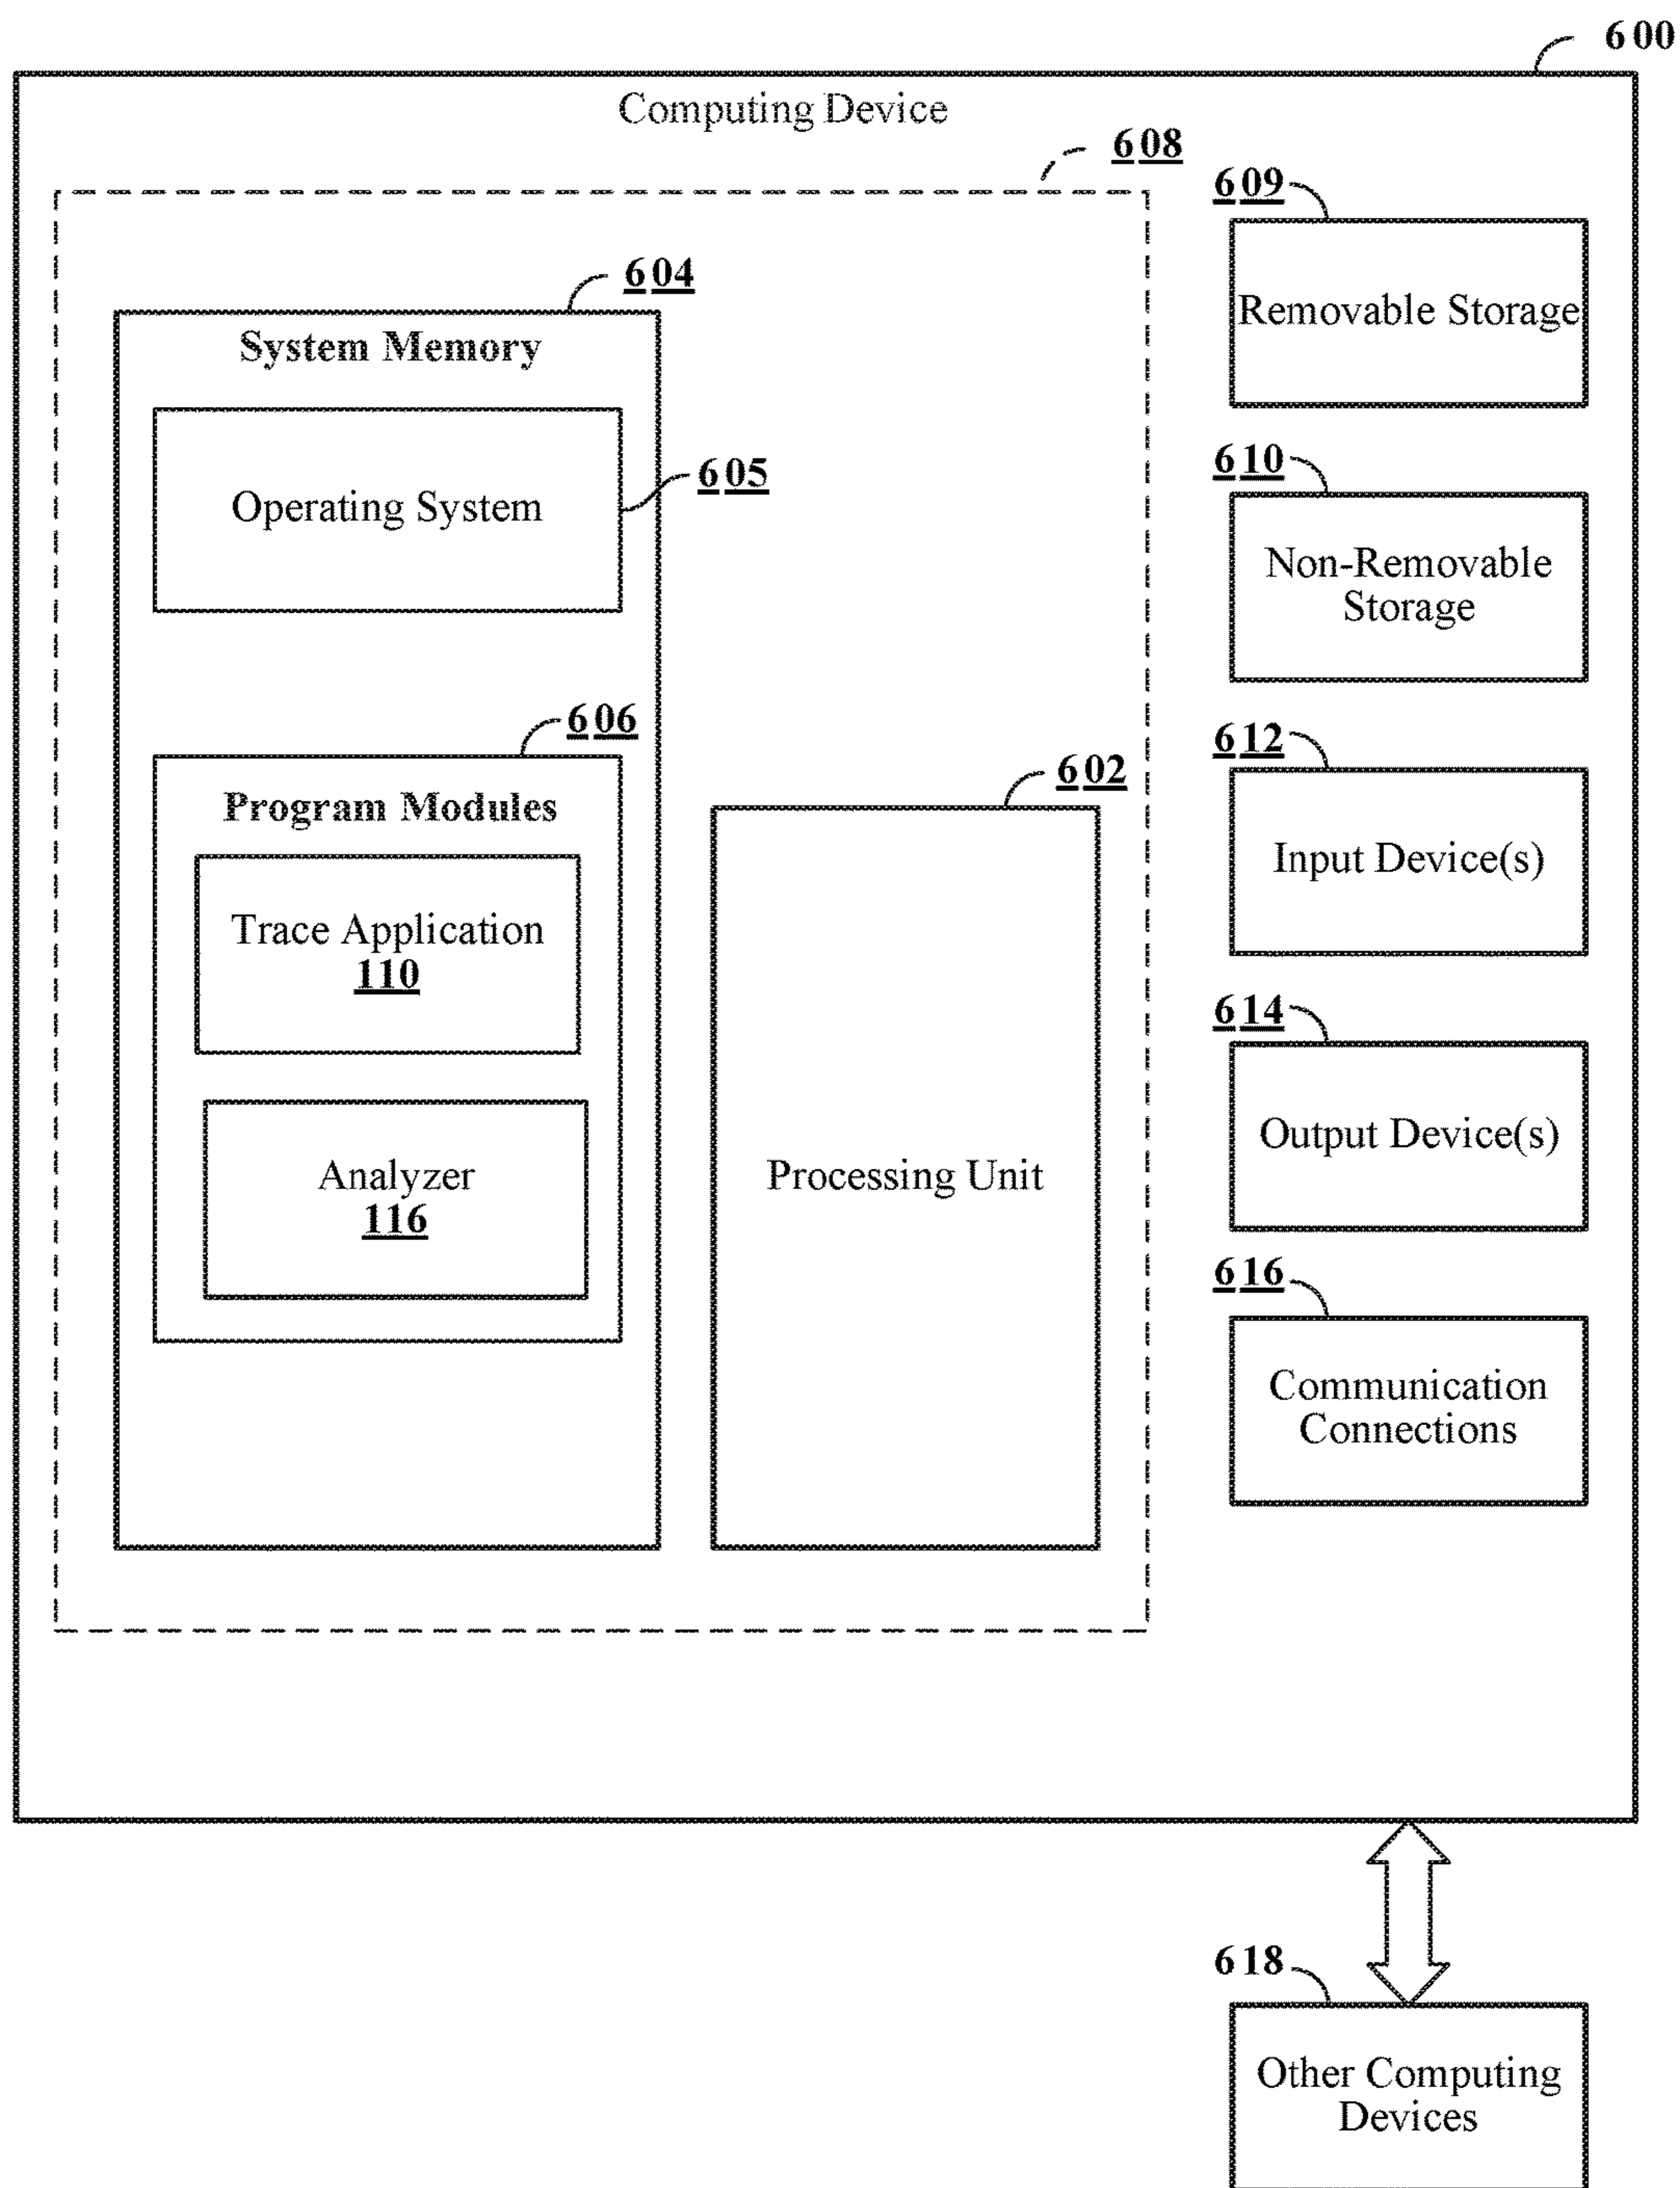 600
Computing Device
608
609
Removable Storage
604
System Memory
Operating System
605
610
Non-Removable
Storage
606
Program Modules
Trace Application
110
Analyzer
116
602
Processing Unit
612
Input Device(s)
614
Output Device(s)
616
Communication
Connections
618
Other Computing
Devices